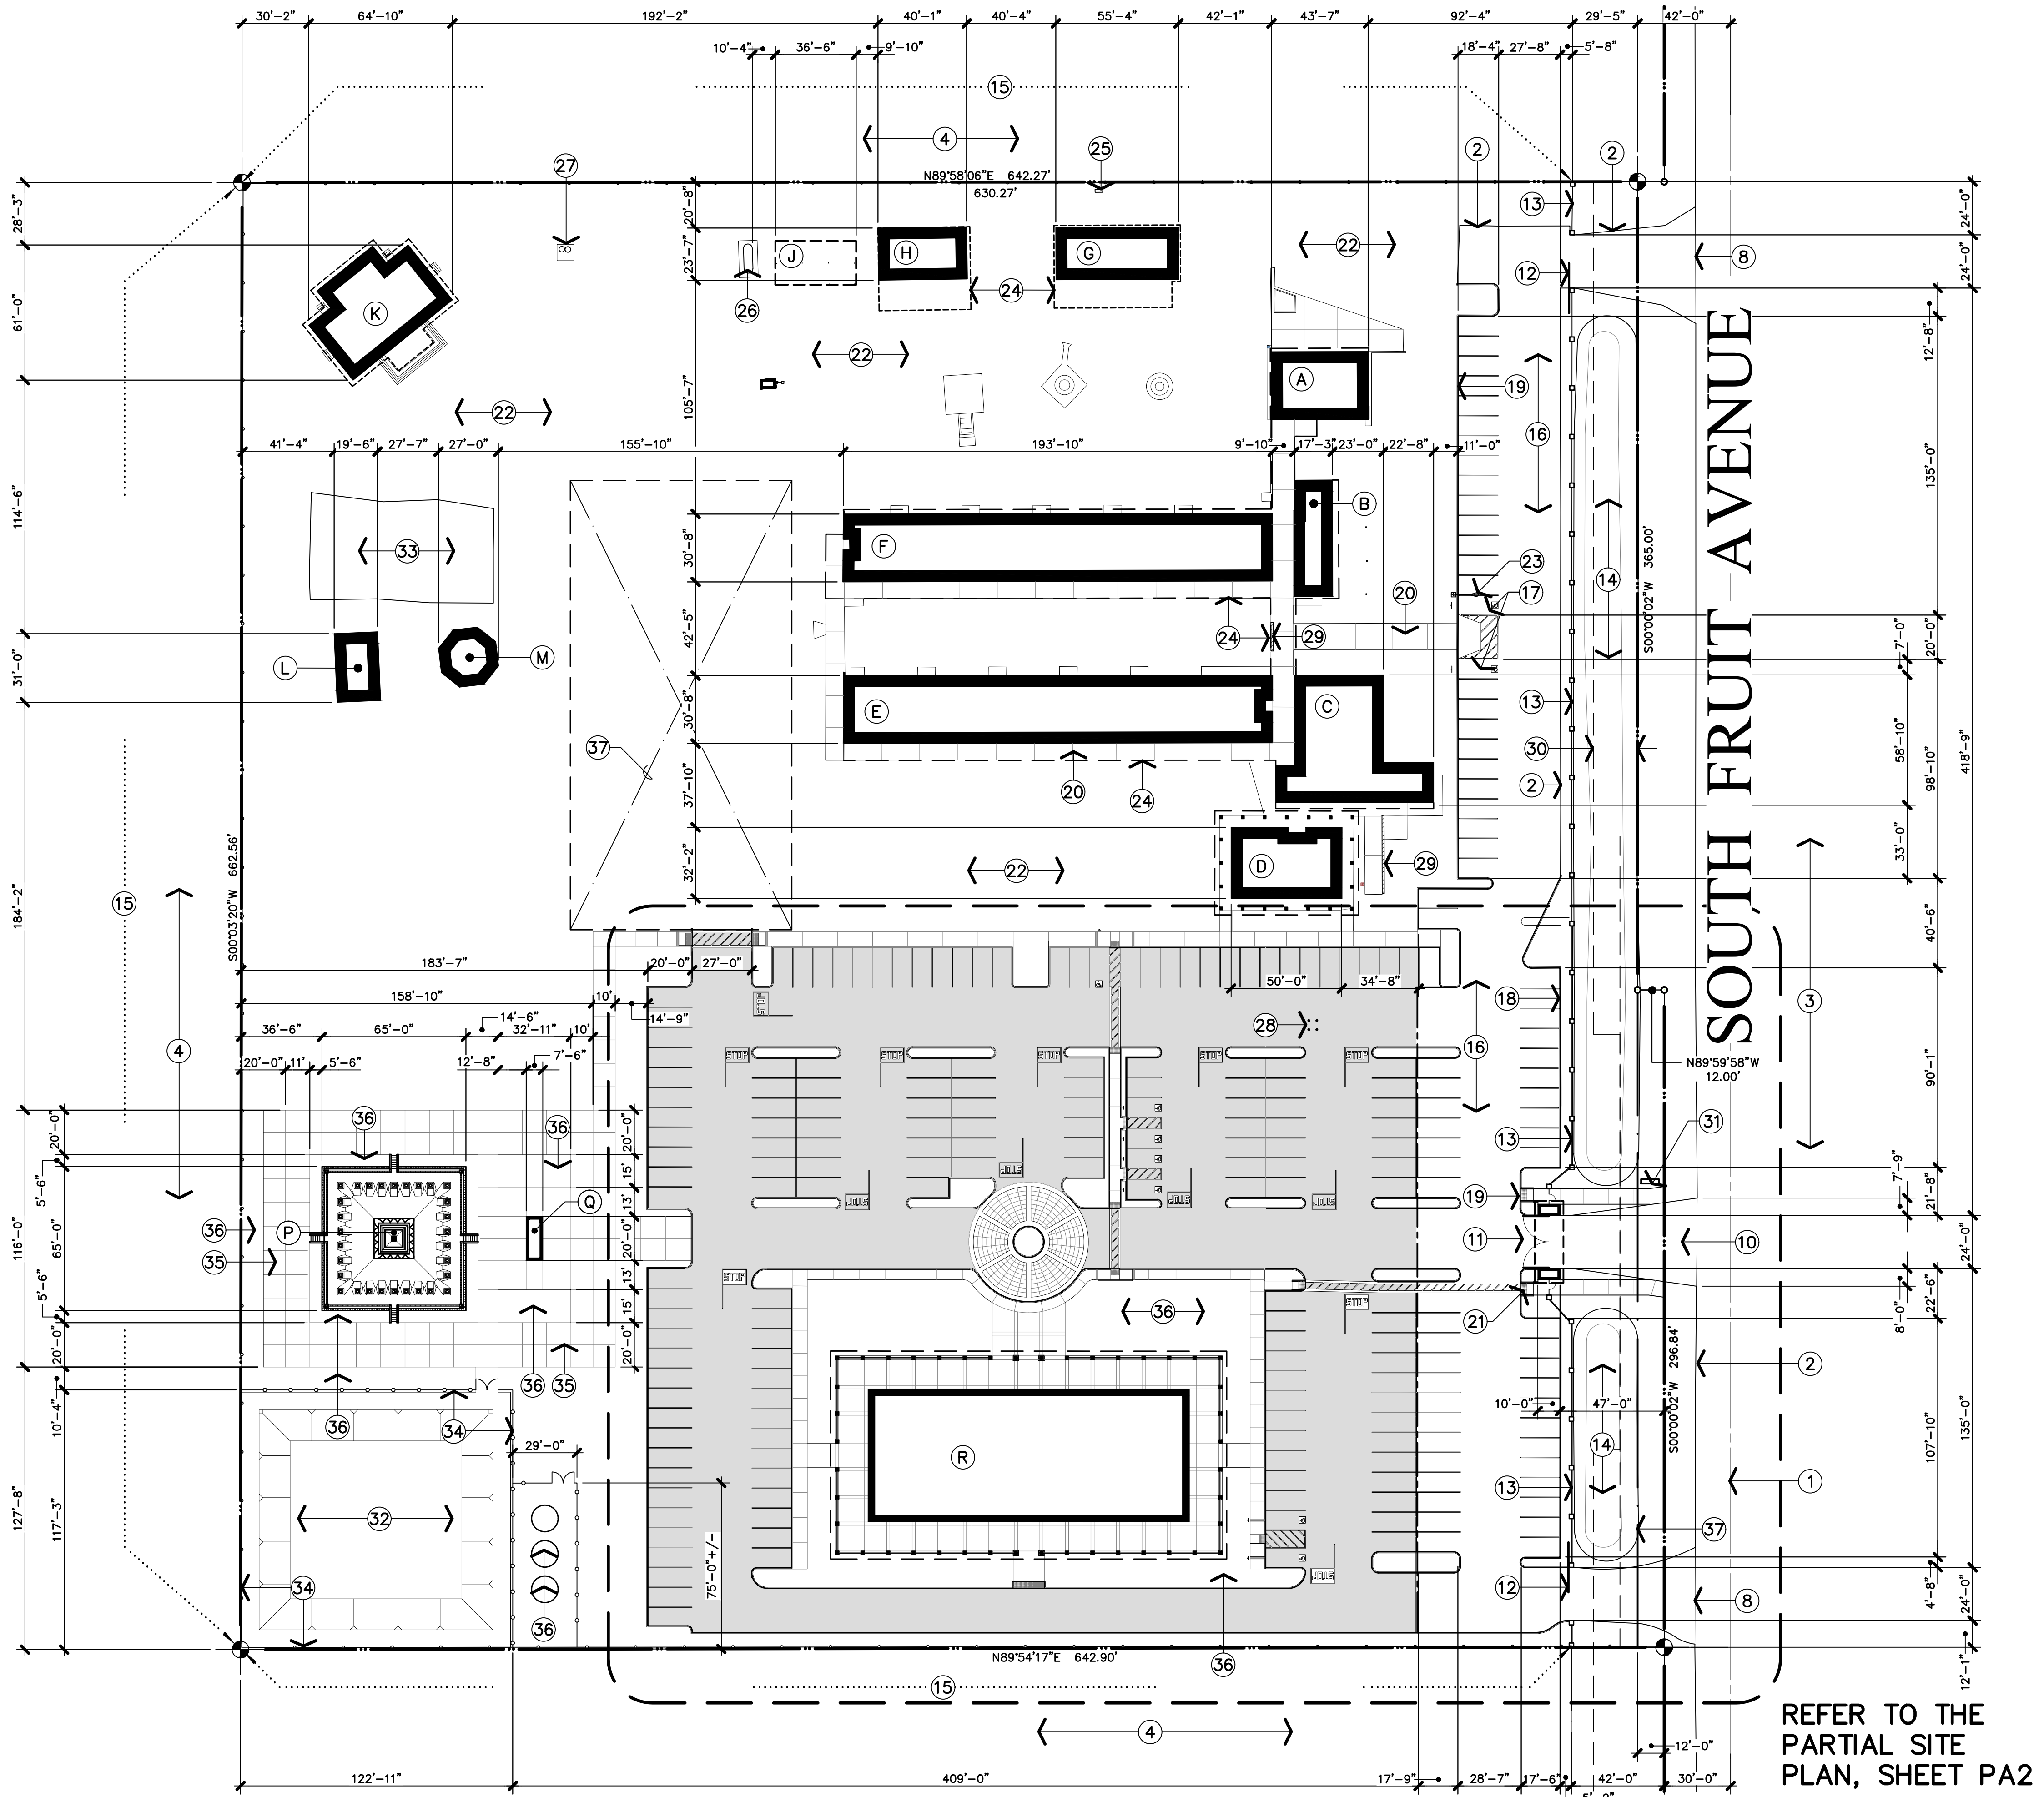 30'-2" 64'-10" 192'-2" 40'-1" 40'-4" 55'-4" 42'-1" 43'-7" 92'-4" 29'-5" 42'-0"
10'-4" 36'-6" 9'-10" 18'-4" 27'-8" 5'-8"
15
4 25 2 2
27
N89°58'06"E 642.27'
630.27'
28'-3" 20'-8" 24'-0"
13
J H G 22 8
23'-7" 24'-0"
12
24
26
K
61'-0" 12'-8"
22
105'-7" A 19
22
16
135'-0"
41'-4" 19'-6" 27'-7" 27'-0" 155'-10" 193'-10" 9'-10" 17'-3" 23'-0" 22'-8" 11'-0"
SOUTH FRUIT AVENUE
114'-6"
B
F
33 30'-8"
S00°00'02"W 365.00'
23
14
17
20
42'-5" 24 29
20'-0"
7'-0"
L M
31'-0"
30'-8" E C
13
37 30
418'-9"
58'-10"
98'-10"
2
37'-10" 20 24
S00°03'20"W 662.56'
32'-2" 22 D 29
33'-0"
3
15
184'-2"
4
40'-6"
183'-7" 20'-0" 27'-0"
50'-0" 34'-8"
158'-10" 10' 14'-9"
STOP
18
28
16
36'-6" 65'-0" 14'-6" 32'-11" 10'
20'-0" 11' 5'-6" 12'-8" 7'-6"
STOP STOP STOP STOP STOP
N89°59'58"W
12.00'
90'-1"
36 36
20'-0" 20'-0"
31
13
5'-6" 15'
STOP STOP STOP STOP
7'-9"
21'-8"
19
13'
Q
36 P
116'-0" 65'-0" 20'-0"
35
11 10
24'-0"
13'
STOP
5'-6" 15'
STOP
36
21
22'-6"
8'-0"
20'-0" 20'-0"
36 35
S00°00'02"W 296.84'
2
10'-4"
36 34
10'-0" 47'-0"
29'-0"
14
R
135'-0"
107'-10"
13 1
127'-8"
117'-3"
32
37
75'-0"+/-
STOP
34
12 8
4'-8"
24'-0"
36
36
N89°54'17"E 642.90'
12'-1"
15
4
REFER TO THE
PARTIAL SITE
PLAN, SHEET PA2
12'-0"
122'-11" 409'-0" 17'-9" 28'-7" 17'-6" 42'-0" 30'-0"